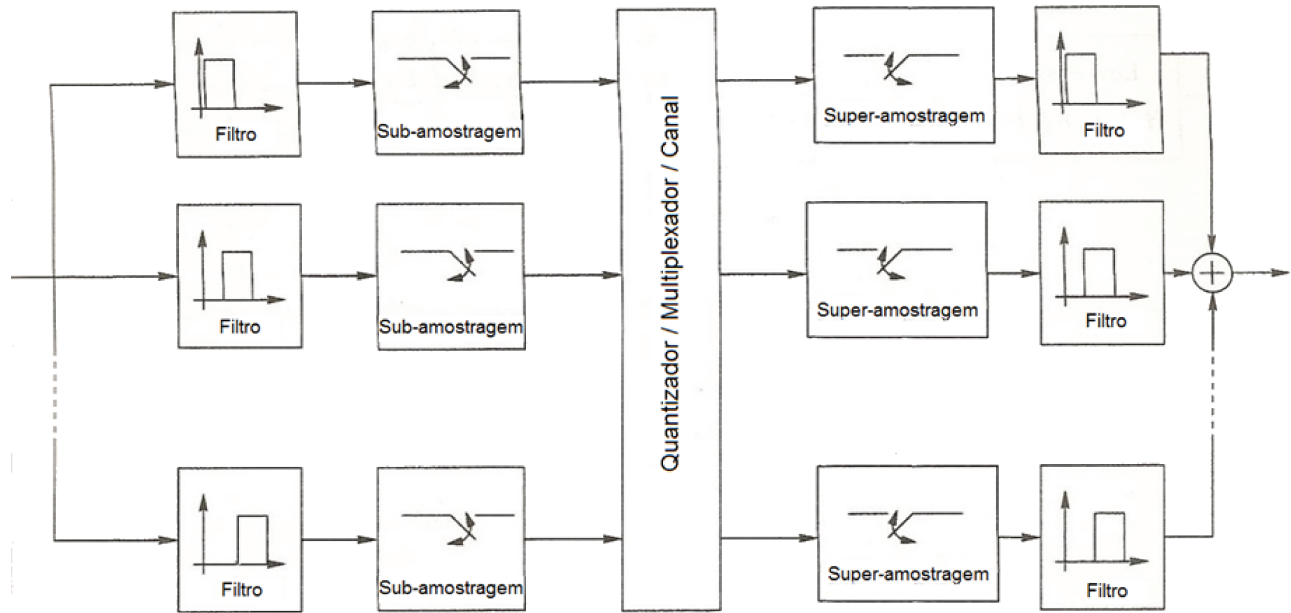 Filtro
Sub-amostragem
Quantizador / Multiplexador / Canal
Super-amostragem
Filtro
Filtro
Sub-amostragem
Super-amostragem
Filtro
Filtro
Sub-amostragem
Super-amostragem
Filtro